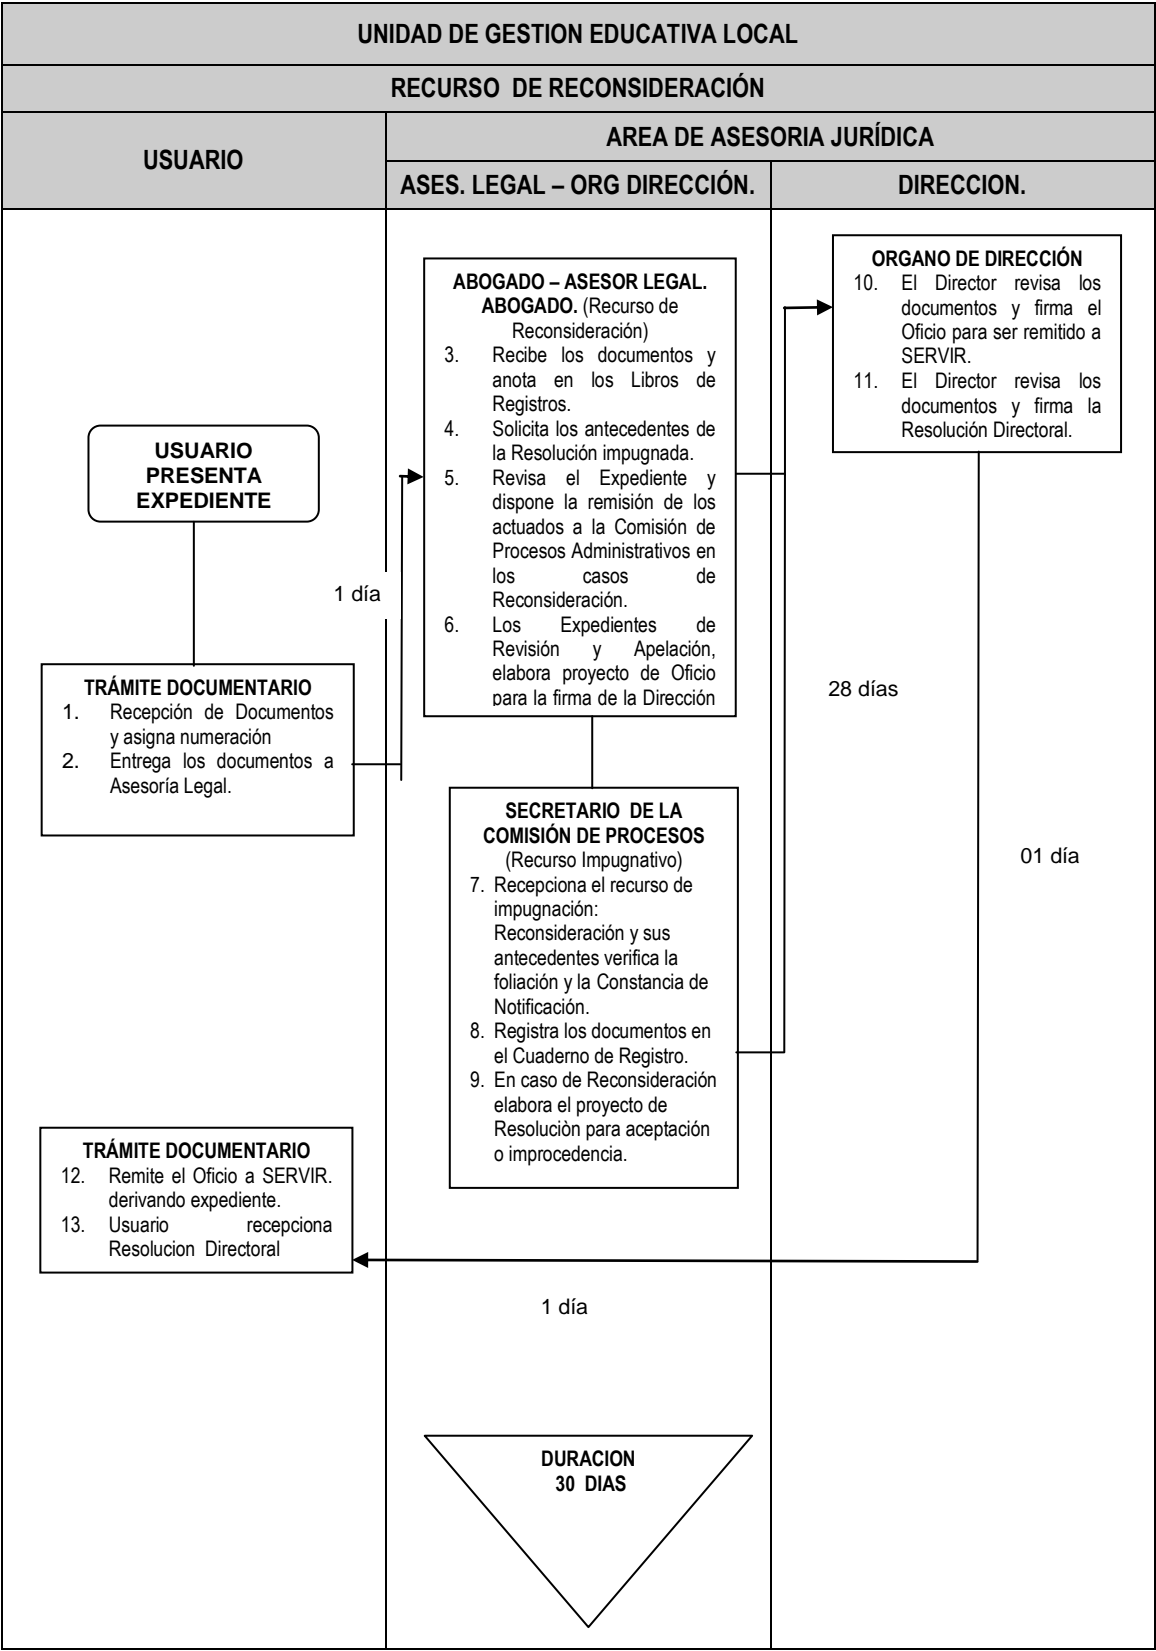 UNIDAD DE GESTION EDUCATIVA LOCAL
RECURSO DE RECONSIDERACIÓN
USUARIO
AREA DE ASESORIA JURÍDICA
ASES. LEGAL – ORG DIRECCIÓN.
DIRECCION.
USUARIO
PRESENTA
EXPEDIENTE
TRÁMITE DOCUMENTARIO
1. Recepción de Documentos
y asigna numeración
2. Entrega los documentos a
Asesoría Legal.
1 día
ABOGADO – ASESOR LEGAL.
ABOGADO. (Recurso de
Reconsideración)
3. Recibe los documentos y
anota en los Libros de
Registros.
4. Solicita los antecedentes de
la Resolución impugnada.
5. Revisa el Expediente y
dispone la remisión de los
actuados a la Comisión de
Procesos Administrativos en
los casos de
Reconsideración.
6. Los Expedientes de
Revisión y Apelación,
elabora proyecto de Oficio
para la firma de la Dirección
SECRETARIO DE LA
COMISIÓN DE PROCESOS
(Recurso Impugnativo)
7. Recepciona el recurso de
impugnación:
Reconsideración y sus
antecedentes verifica la
foliación y la Constancia de
Notificación.
8. Registra los documentos en
el Cuaderno de Registro.
9. En caso de Reconsideración
elabora el proyecto de
Resoluciòn para aceptación
o improcedencia.
28 días
ORGANO DE DIRECCIÓN
10. El Director revisa los
documentos y firma el
Oficio para ser remitido a
SERVIR.
11. El Director revisa los
documentos y firma la
Resolución Directoral.
01 día
TRÁMITE DOCUMENTARIO
12. Remite el Oficio a SERVIR.
derivando expediente.
13. Usuario recepciona
Resolucion Directoral
1 día
DURACION
30 DIAS